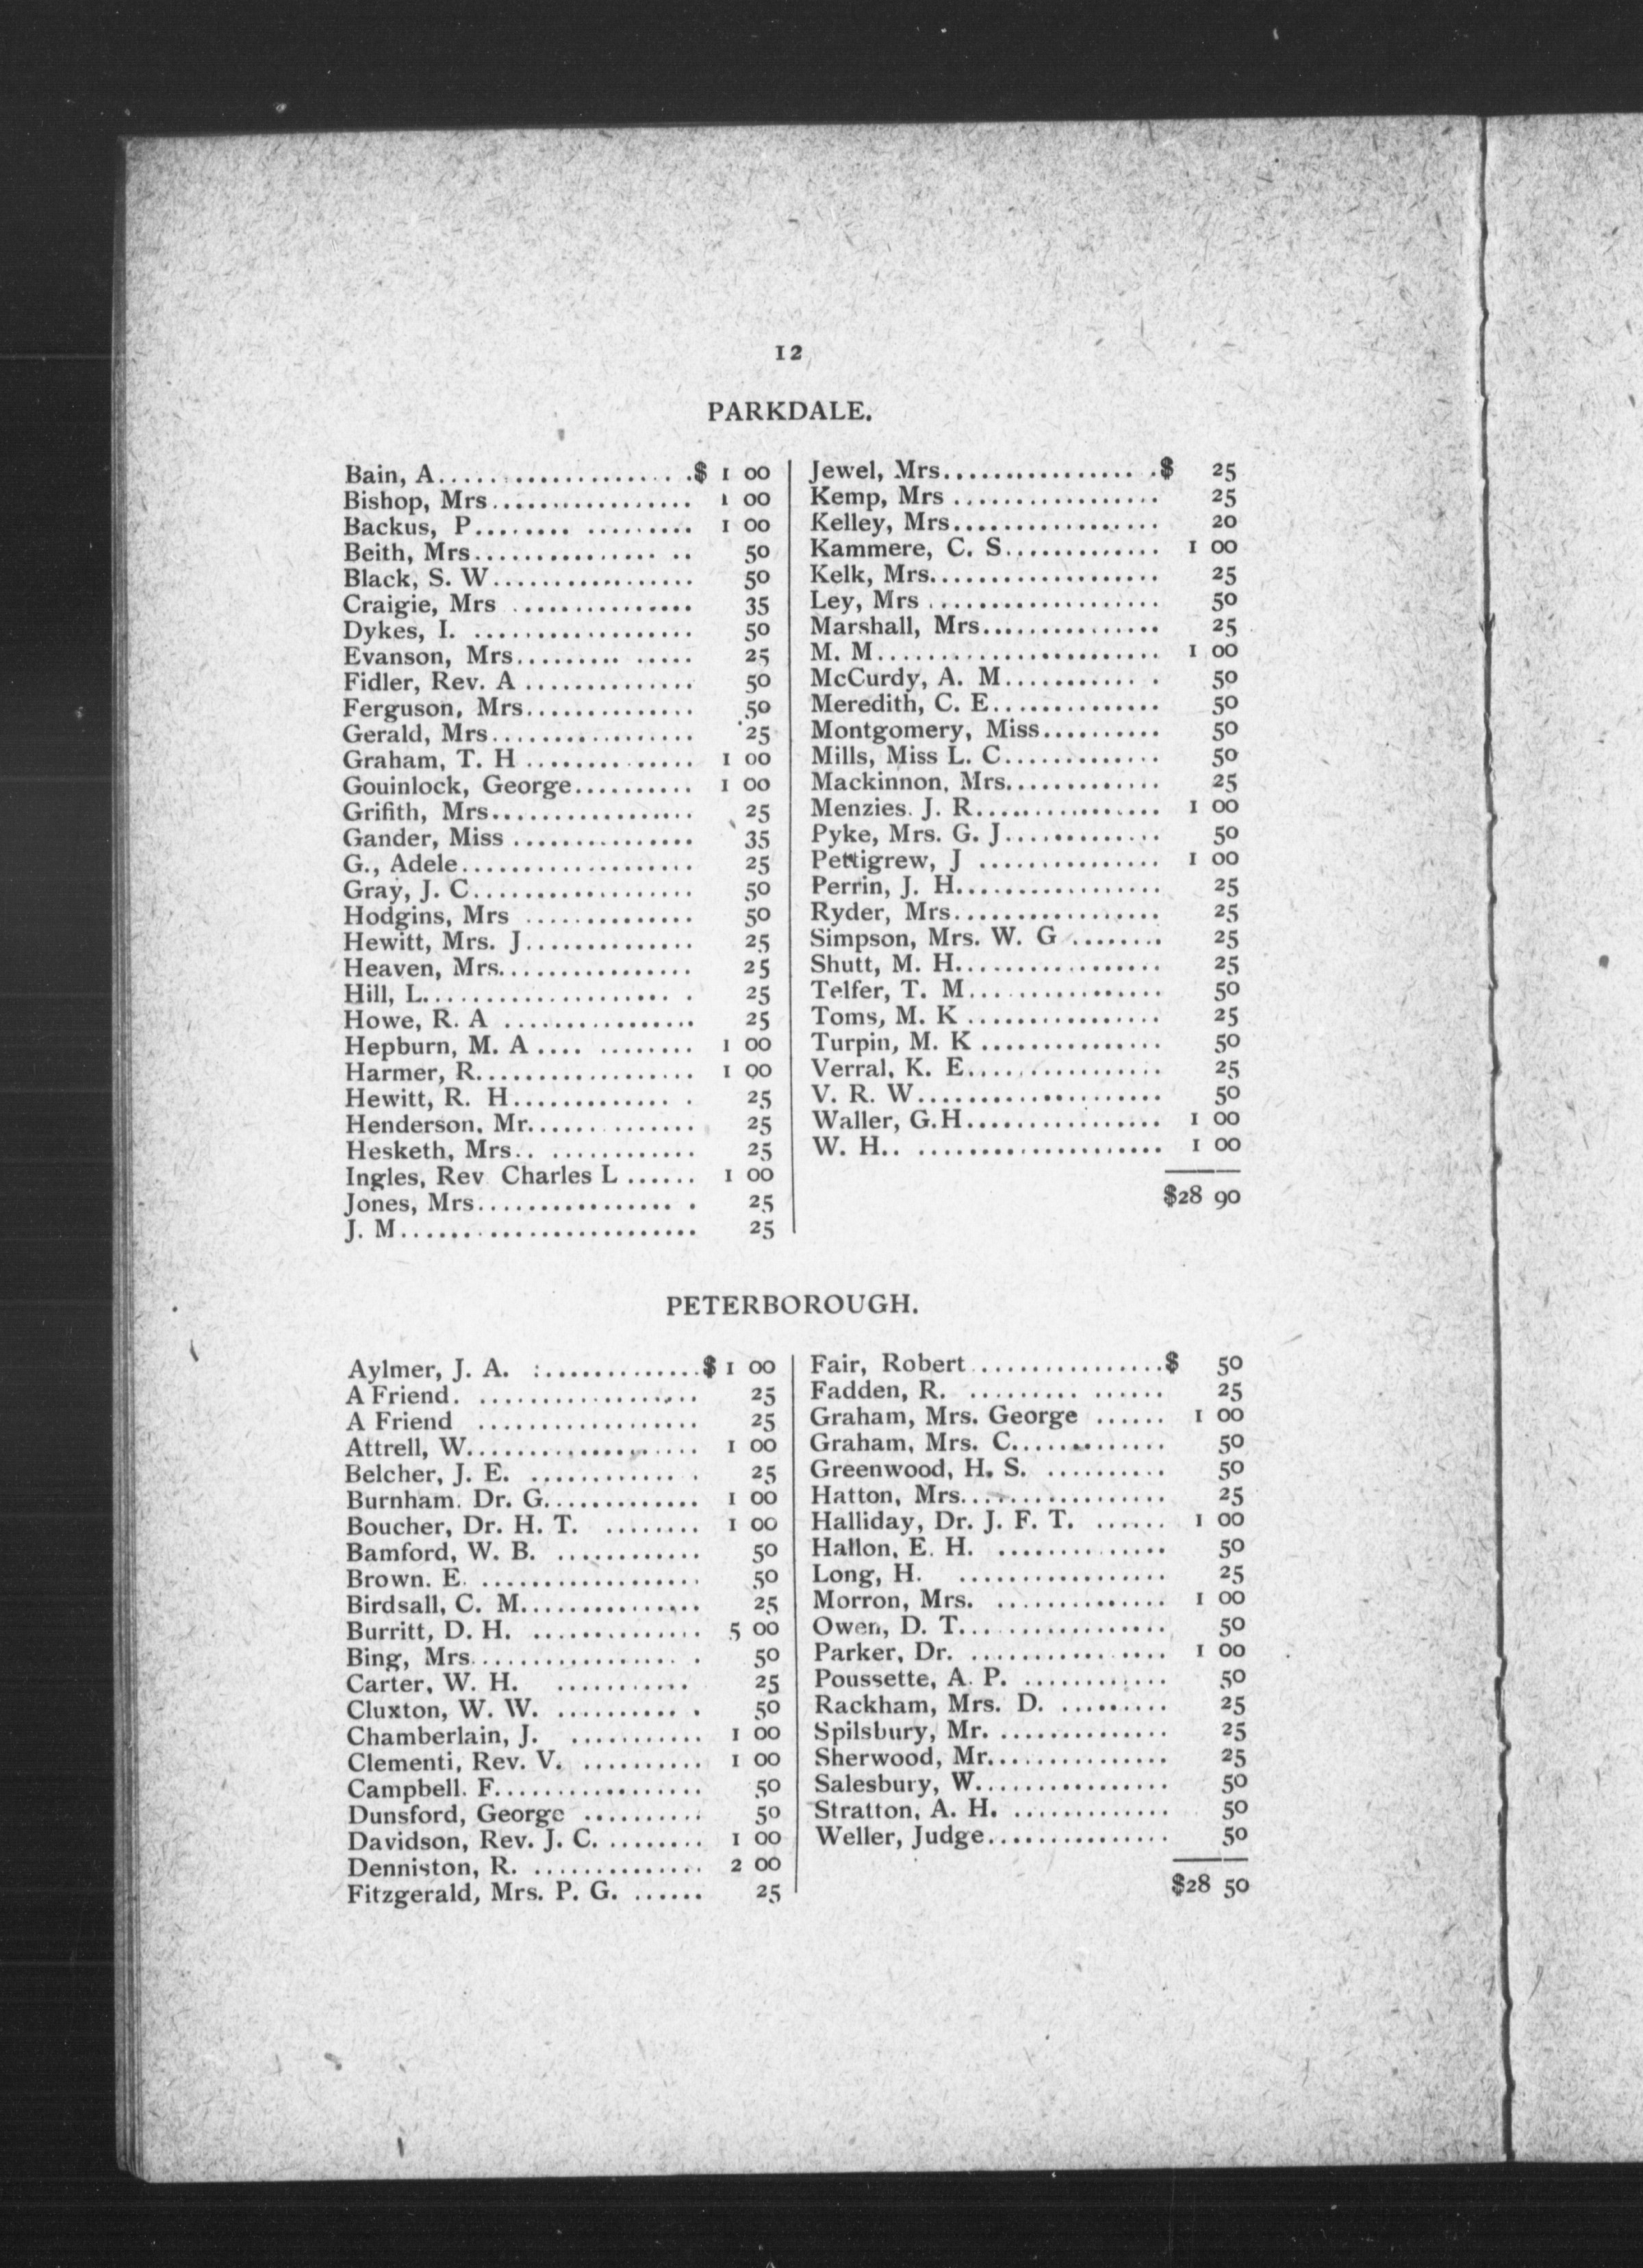 12
PARKDALE.
Bain, A......................$ 1 00
Bishop, Mrs................. 1 00
Backus, P........ ......... 1 00
Beith, Mrs............... .. 50
Black, S. W................. 50
Craigie, Mrs ............... 35
Dykes, I. .................. 50
Evanson, Mrs......... ..... 25
Fidler, Rev. A .............. 50
Ferguson, Mrs.............. 50
Gerald, Mrs................. 25
Graham, T. H .............. 1 00
Gouinlock, George.......... 1 00
Grifith, Mrs................. 25
Gander, Miss ............... 35
G., Adele................... 25
Gray, J. C.................. 50
Hodgins, Mrs .............. 50
Hewitt, Mrs. J.............. 25
Heaven, Mrs................ 25
Hill, L..................... . 25
Howe, R. A ................ 25
Hepburn, M. A .... ........ 1 00
Harmer, R.................. 1 00
Hewitt, R. H............. . 25
Henderson, Mr.............. 25
Hesketh, Mrs.. ............ 25
Ingles, Rev Charles L ...... 1 00
Jones, Mrs................ . 25
J. M........................ 25
Jewel, Mrs................ .$ 25
Kemp, Mrs ................. 25
Kelley, Mrs................. 20
Kammere, C. S............. 1 00
Kelk, Mrs................... 25
Ley, Mrs ................... 50
Marshall, Mrs............... 25
M. M....................... 1 00
McCurdy, A. M........... . 50
Meredith, C. E.............. 50
Montgomery, Miss.......... 50
Mills, Miss L. C............. 50
Mackinnon, Mrs............. 25
Menzies. J. R............... 1 00
Pyke, Mrs. G. J............. 50
Pettigrew, J ............... 1 00
Perrin, J. H................. 25
Ryder, Mrs................. 25
Simpson, Mrs. W. G ........ 25
Shutt, M. H................. 25
Telfer, T. M................ 50
Toms, M. K ................ 25
Turpin, M. K ............... 50
Verral, K. E................ 25
V. R. W.................... 50
Waller, G.H................ 1 00
W. H.. .................... 1 00
$28 90
PETERBOROUGH.
Aylmer, J. A. :.............$ 1 00
A Friend. .................. 25
A Friend .................. 25
Attrell, W................... 1 00
Belcher, J. E. ............ . 25
Burnham. Dr. G............. 1 00
Boucher, Dr. H. T. ........ 1 00
Bamford, W. B. ............ 50
Brown. E. .................. 50
Birdsall, C. M............... 25
Burritt, D. H. .............. 5 00
Bing, Mrs................. . 50
Carter, W. H. ........... 25
Cluxton, W. W. .......... . 50
Chamberlain, J. ........... 1 00
Clementi, Rev. V. .......... 1 00
Campbell. F................. 50
Dunsford, George .......... 50
Davidson, Rev. J. C. ........ 1 00
Denniston, R. .............. 2 00
Fitzgerald, Mrs. P. G. ...... 25
Fair, Robert ...............$ 50
Fadden, R. ......... ...... 25
Graham, Mrs. George ...... 1 00
Graham, Mrs. C............. 50
Greenwood, H. S. .......... 50
Hatton, Mrs................. 25
Halliday, Dr. J. F. T. ...... 1 00
Hallon, E. H. .............. 50
Long, H. ................. 25
Morron, Mrs. .............. 1 00
Owen, D. T................. 50
Parker, Dr. ................ 1 00
Poussette, A. P. ............ 50
Rackham, Mrs. D. ......... 25
Spilsbury, Mr. .............. 25
Sherwood, Mr............... 25
Salesbury, W................ 50
Stratton, A. H. ............. 50
Weller, Judge............... 50
$28 50